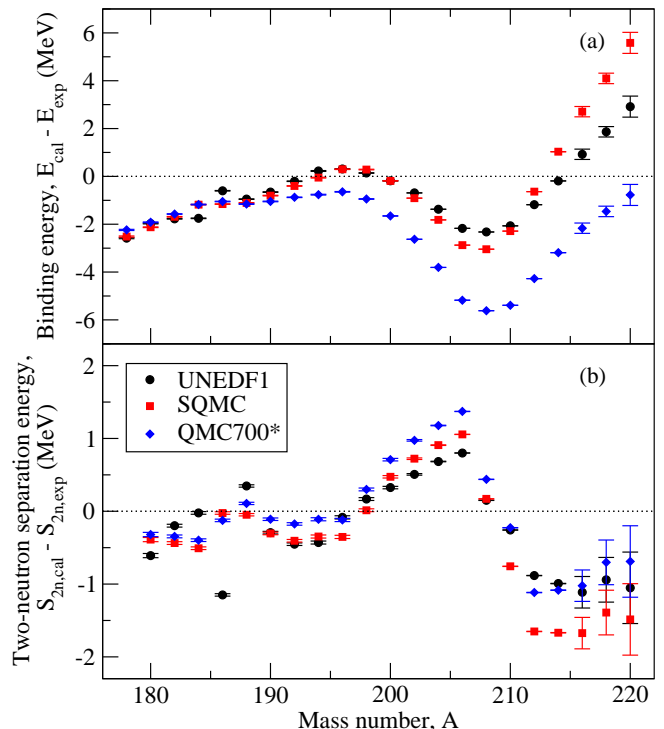 (a)
Binding energy, E_cal - E_exp (MeV)
6
4
2
0
-2
-4
-6
(b)
UNEDF1
SQMC
QMC700*
Two-neutron separation energy,
S_2n,cal - S_2n,exp (MeV)
2
1
0
-1
-2
180
190
200
210
220
Mass number, A